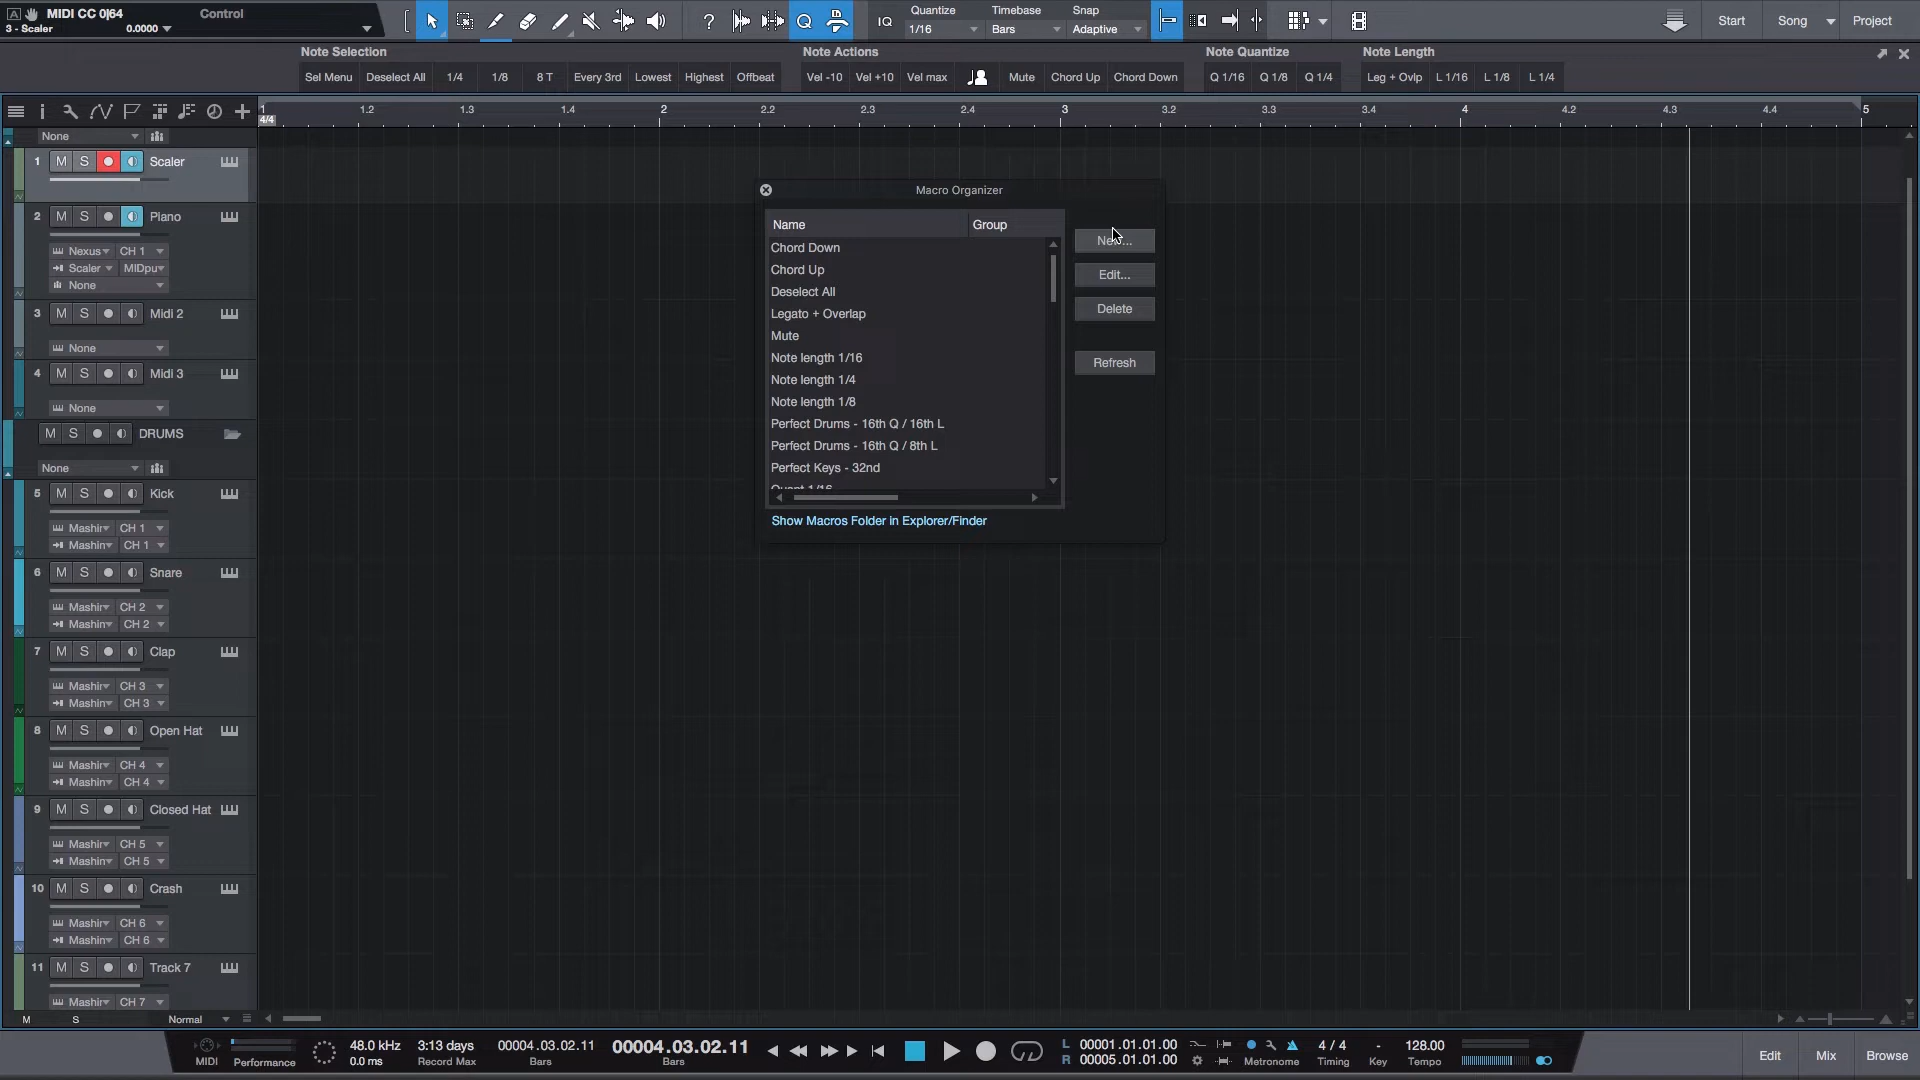 MIDI CC 0|64 Control
3 - Scaler 0.0000
IQ Quantize Timebase Snap
1/16 Bars Adaptive
Start Song Project
Note Selection Note Actions Note Quantize Note Length
Sel Menu Deselect All 1/4 1/8 8 T Every 3rd Lowest Highest Offbeat Vel -10 Vel +10 Vel max Mute Chord Up Chord Down Q 1/16 Q 1/8 Q 1/4 Leg + Ovlp L 1/16 L 1/8 L 1/4
1 1.2 1.3 1.4 2 2.2 2.3 2.4 3 3.2 3.3 3.4 4 4.2 4.3 4.4 5
4/4
None
1 M S Scaler
2 M S Piano
Nexus CH 1
Scaler MIDpu
None
3 M S Midi 2
None
4 M S Midi 3
None
M S DRUMS
None
5 M S Kick
Mashir CH 1
Mashin CH 1
6 M S Snare
Mashir CH 2
Mashin CH 2
7 M S Clap
Mashir CH 3
Mashin CH 3
8 M S Open Hat
Mashir CH 4
Mashin CH 4
9 M S Closed Hat
Mashir CH 5
Mashin CH 5
10 M S Crash
Mashir CH 6
Mashin CH 6
11 M S Track 7
Mashir CH 7
M S Normal
Macro Organizer
Name Group
Chord Down
Chord Up
Deselect All
Legato + Overlap
Mute
Note length 1/16
Note length 1/4
Note length 1/8
Perfect Drums - 16th Q / 16th L
Perfect Drums - 16th Q / 8th L
Perfect Keys - 32nd
Quant 1/16
Show Macros Folder in Explorer/Finder
Edit...
Delete
Refresh
MIDI Performance
48.0 kHz 3:13 days 00004.03.02.11 00004.03.02.11
0.0 ms Record Max Bars Bars
L 00001.01.01.00
R 00005.01.01.00
Metronome
4 / 4 - 128.00
Timing Key Tempo
Edit Mix Browse